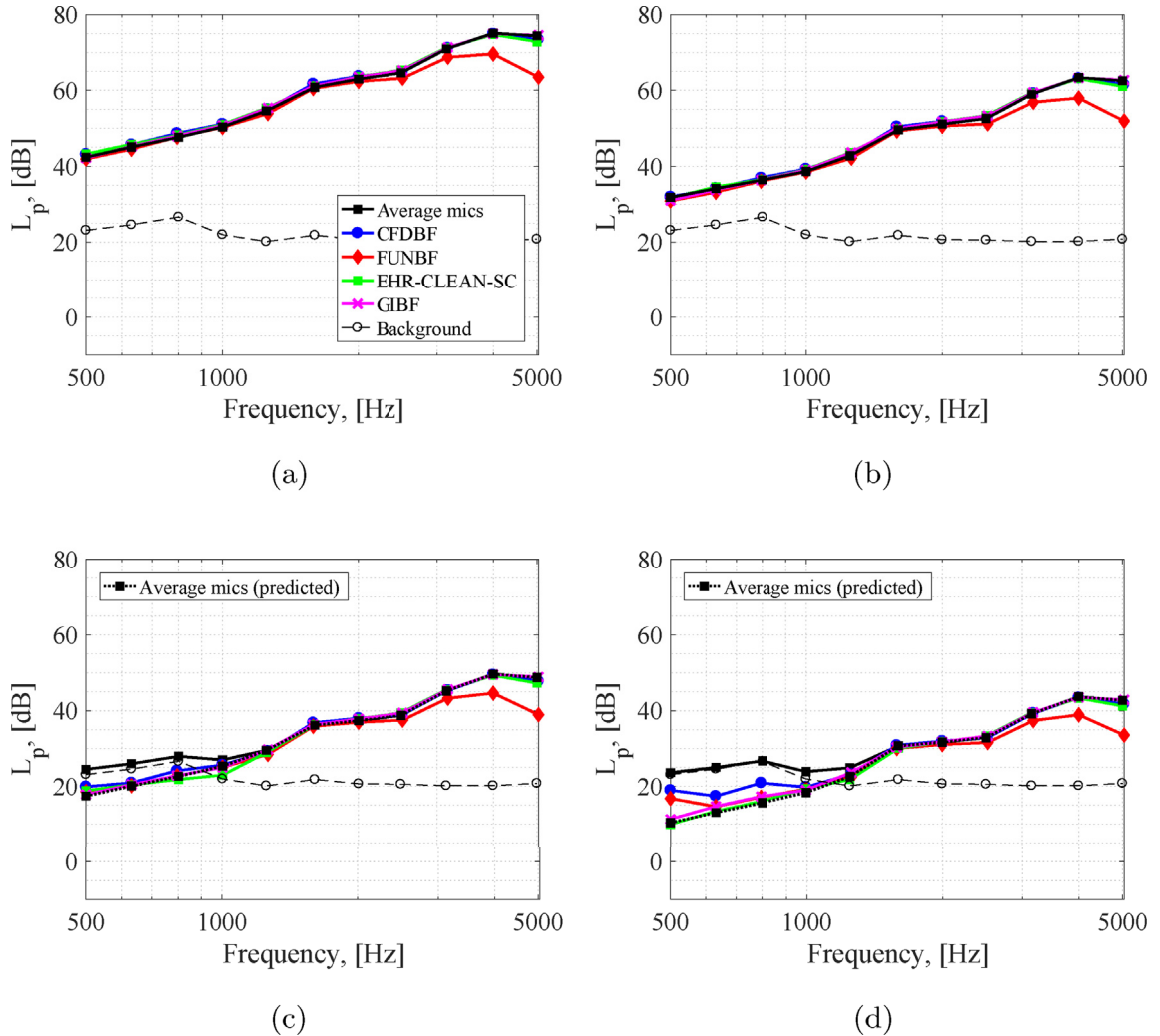 80
60
40
20
0
L_p, [dB]
Average mics
CFDBF
FUNBF
EHR-CLEAN-SC
GIBF
Background
500
1000
5000
Frequency, [Hz]
(a)
80
60
40
20
0
L_p, [dB]
500
1000
5000
Frequency, [Hz]
(b)
80
60
40
20
0
L_p, [dB]
Average mics (predicted)
500
1000
5000
Frequency, [Hz]
(c)
80
60
40
20
0
L_p, [dB]
Average mics (predicted)
500
1000
5000
Frequency, [Hz]
(d)